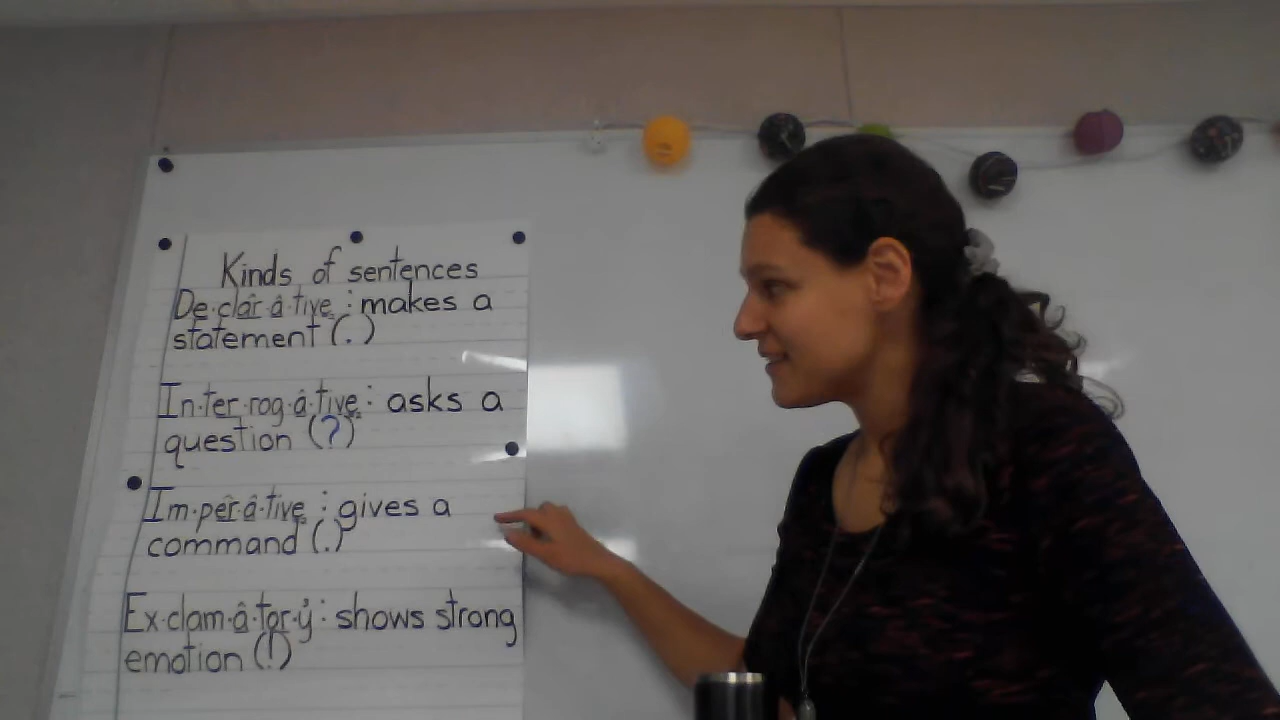 Kinds of sentences
De·clar·â·tive : makes a
statement (.)
In·ter·rog·â·tive : asks a
question (?)
Im·per·â·tive : gives a
command (.)
Ex·clam·â·tor·y : shows strong
emotion (!)